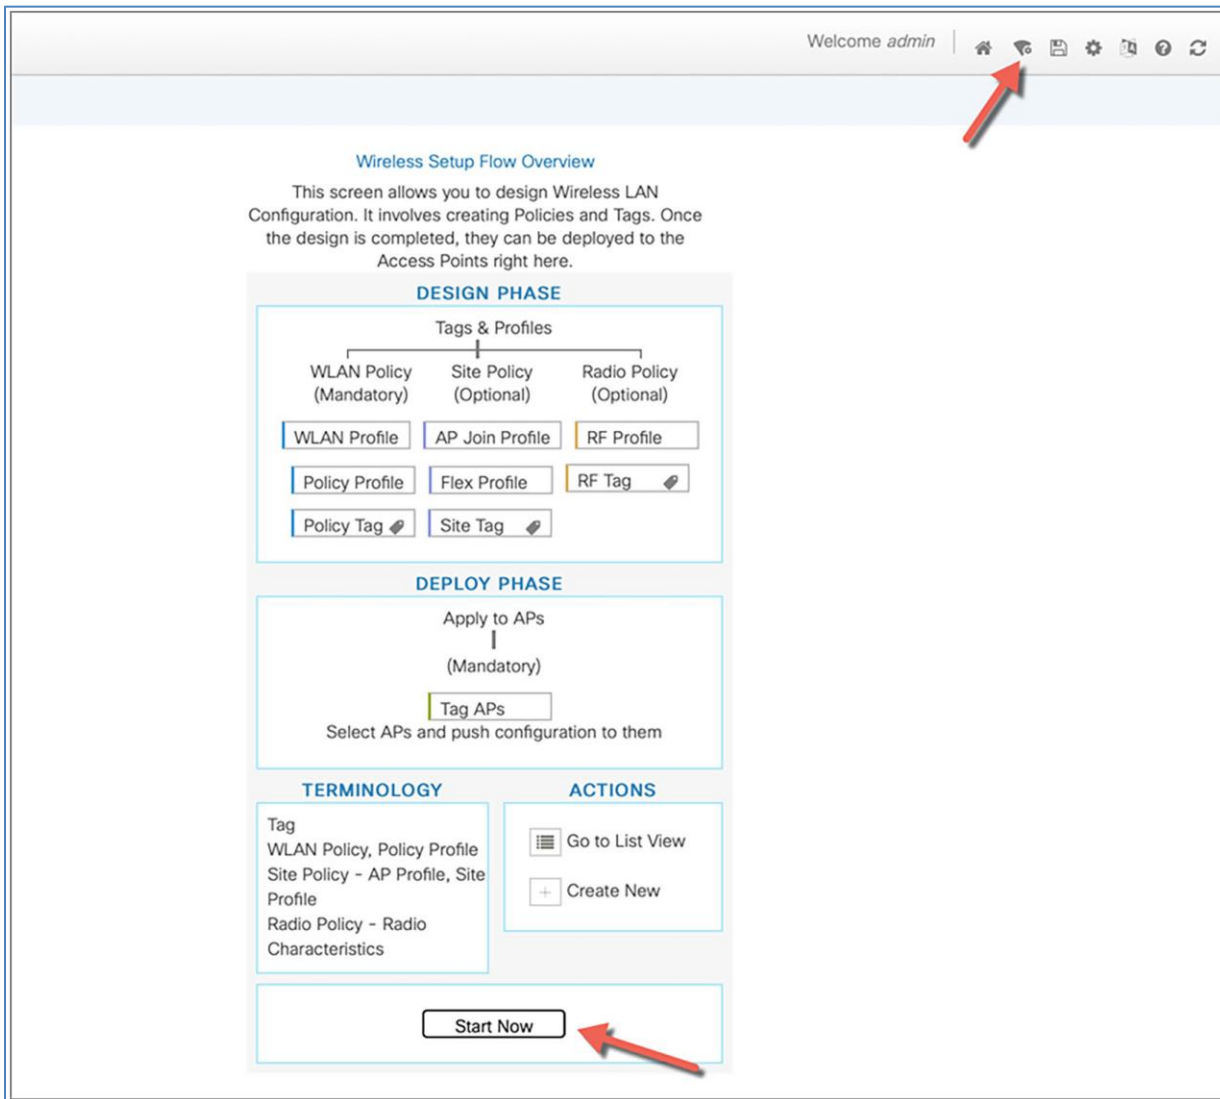 Welcome admin
Wireless Setup Flow Overview
This screen allows you to design Wireless LAN
Configuration. It involves creating Policies and Tags. Once
the design is completed, they can be deployed to the
Access Points right here.
DESIGN PHASE
Tags & Profiles
WLAN Policy
(Mandatory)
Site Policy
(Optional)
Radio Policy
(Optional)
WLAN Profile
AP Join Profile
RF Profile
Policy Profile
Flex Profile
RF Tag
Policy Tag
Site Tag
DEPLOY PHASE
Apply to APs
(Mandatory)
Tag APs
Select APs and push configuration to them
TERMINOLOGY
Tag
WLAN Policy, Policy Profile
Site Policy - AP Profile, Site
Profile
Radio Policy - Radio
Characteristics
ACTIONS
Go to List View
Create New
Start Now